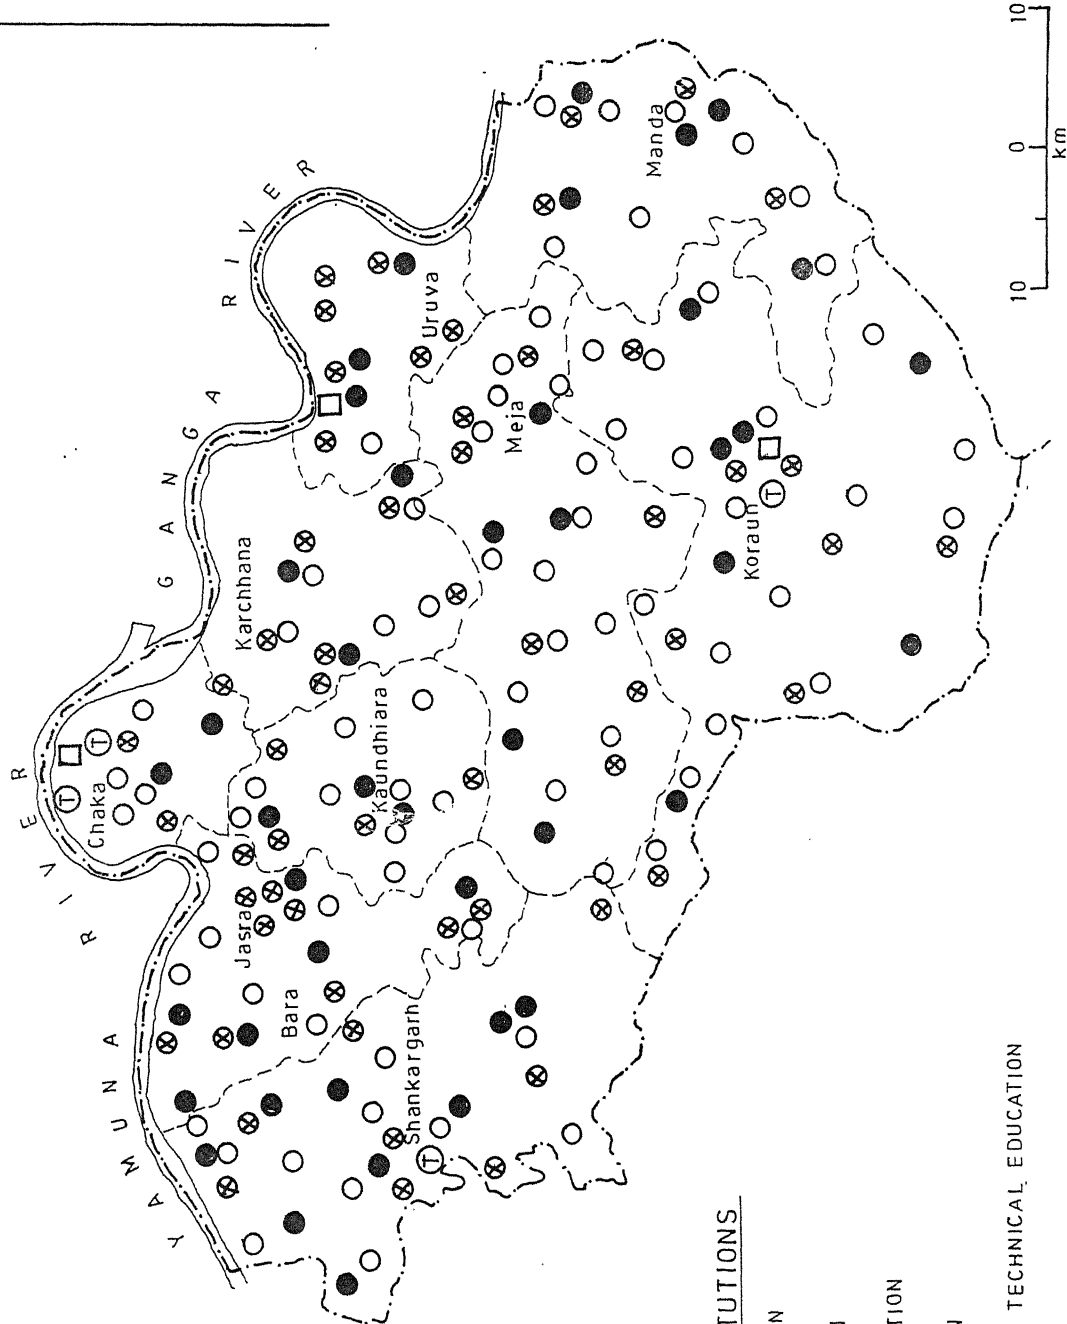 YAMUNA RIVER
GANGA RIVER
Chaka
Jasra
Bara
Shankargarh
Kaundhiara
Karchhana
Uruva
Meja
Manda
Koraun
T
T
T
T
10 0 10
km
TUTIONS
N
TION
N
TECHNICAL EDUCATION